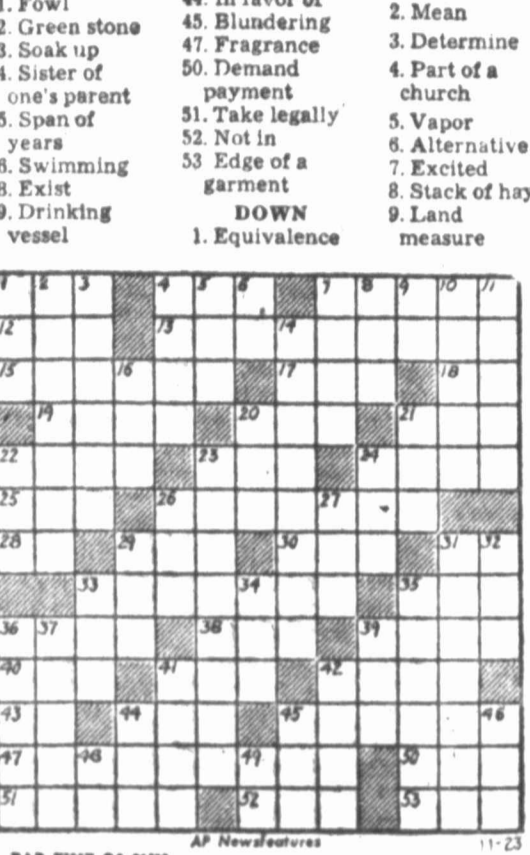 1. Fowl
2. Green stone
3. Soak up
4. Sister of
one's parent
5. Span of
years
6. Swimming
8. Exist
9. Drinking
vessel
44. In favor of
45. Blundering
47. Fragrance
50. Demand
payment
51. Take legally
52. Not in
53 Edge of a
garment
DOWN
1. Equivalence
2. Mean
3. Determine
4. Part of a
church
5. Vapor
6. Alternative
7. Excited
8. Stack of hay
9. Land
measure
1 2 3 4 5 6 7 8 9 10 11
12 13 14
15 16 17 18
19 20 21
22 23 24
25 26 27
28 29 30 31 32
33 34 35
36 37 38 39
40 41 42
43 44 45 46
47 48 49 50
51 52 53
AP Newsfeatures 11-23